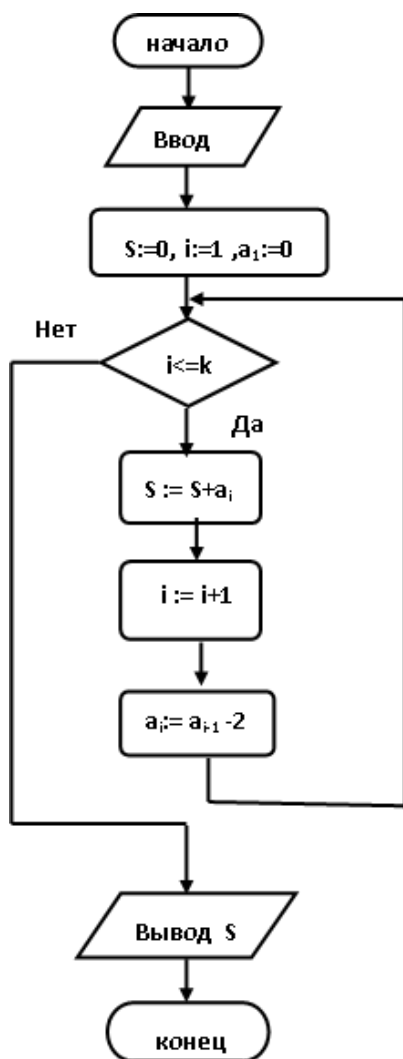 начало
Ввод
S:=0, i:=1 ,a₁:=0
Нет
i<=k
Да
S := S+aᵢ
i := i+1
aᵢ:= aᵢ₋₁ -2
Вывод S
конец